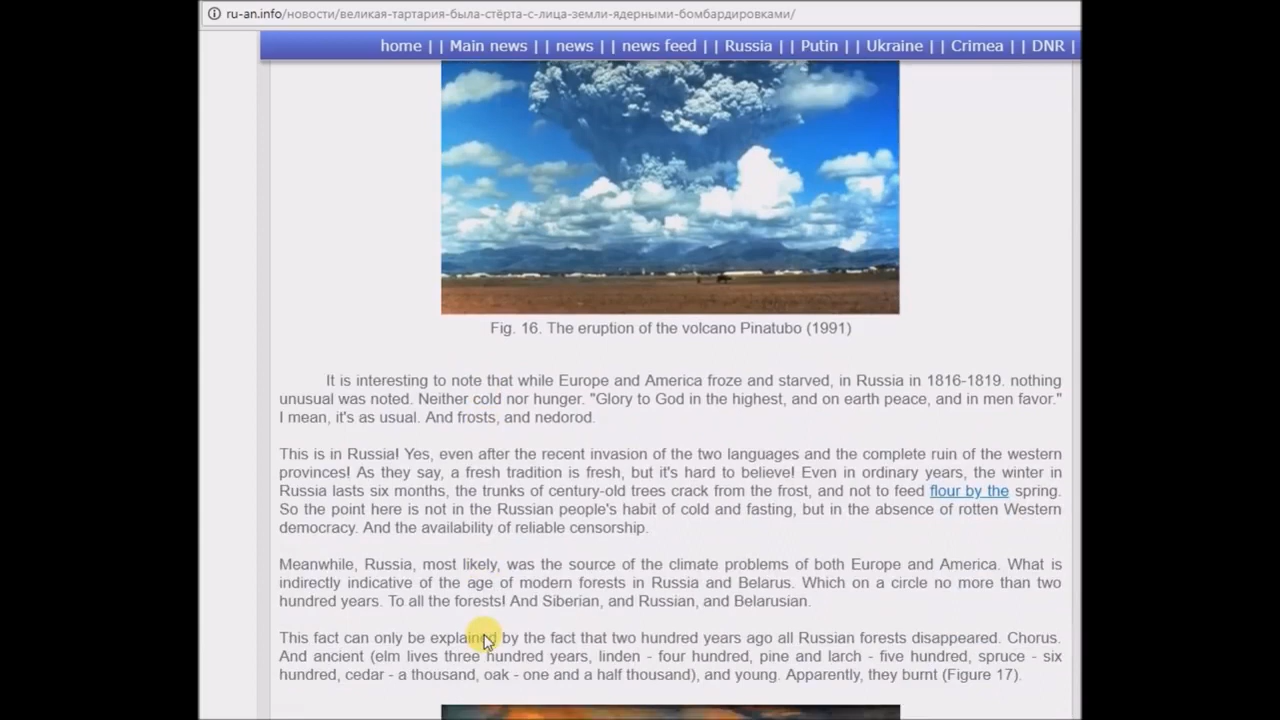 ru-an.info/новости/великая-тартария-была-стёрта-с-лица-земли-ядерными-бомбардировками/
home | | Main news | | news | | news feed | | Russia | | Putin | | Ukraine | | Crimea | | DNR |
Fig. 16. The eruption of the volcano Pinatubo (1991)
It is interesting to note that while Europe and America froze and starved, in Russia in 1816-1819. nothing
unusual was noted. Neither cold nor hunger. "Glory to God in the highest, and on earth peace, and in men favor."
I mean, it's as usual. And frosts, and nedorod.
This is in Russia! Yes, even after the recent invasion of the two languages and the complete ruin of the western
provinces! As they say, a fresh tradition is fresh, but it's hard to believe! Even in ordinary years, the winter in
Russia lasts six months, the trunks of century-old trees crack from the frost, and not to feed flour by the spring.
So the point here is not in the Russian people's habit of cold and fasting, but in the absence of rotten Western
democracy. And the availability of reliable censorship.
Meanwhile, Russia, most likely, was the source of the climate problems of both Europe and America. What is
indirectly indicative of the age of modern forests in Russia and Belarus. Which on a circle no more than two
hundred years. To all the forests! And Siberian, and Russian, and Belarusian.
This fact can only be explained by the fact that two hundred years ago all Russian forests disappeared. Chorus.
And ancient (elm lives three hundred years, linden - four hundred, pine and larch - five hundred, spruce - six
hundred, cedar - a thousand, oak - one and a half thousand), and young. Apparently, they burnt (Figure 17).